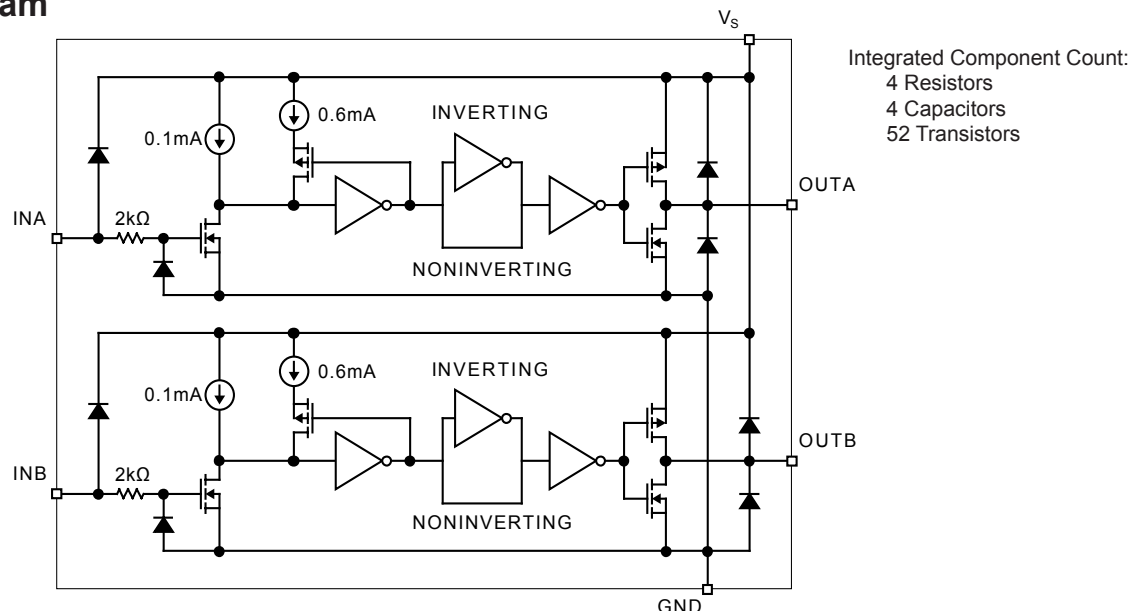 am
V_S
Integrated Component Count:
4 Resistors
4 Capacitors
52 Transistors
0.6mA
INVERTING
0.1mA
OUTA
INA
2kΩ
NONINVERTING
0.6mA
INVERTING
0.1mA
OUTB
INB
2kΩ
NONINVERTING
GND